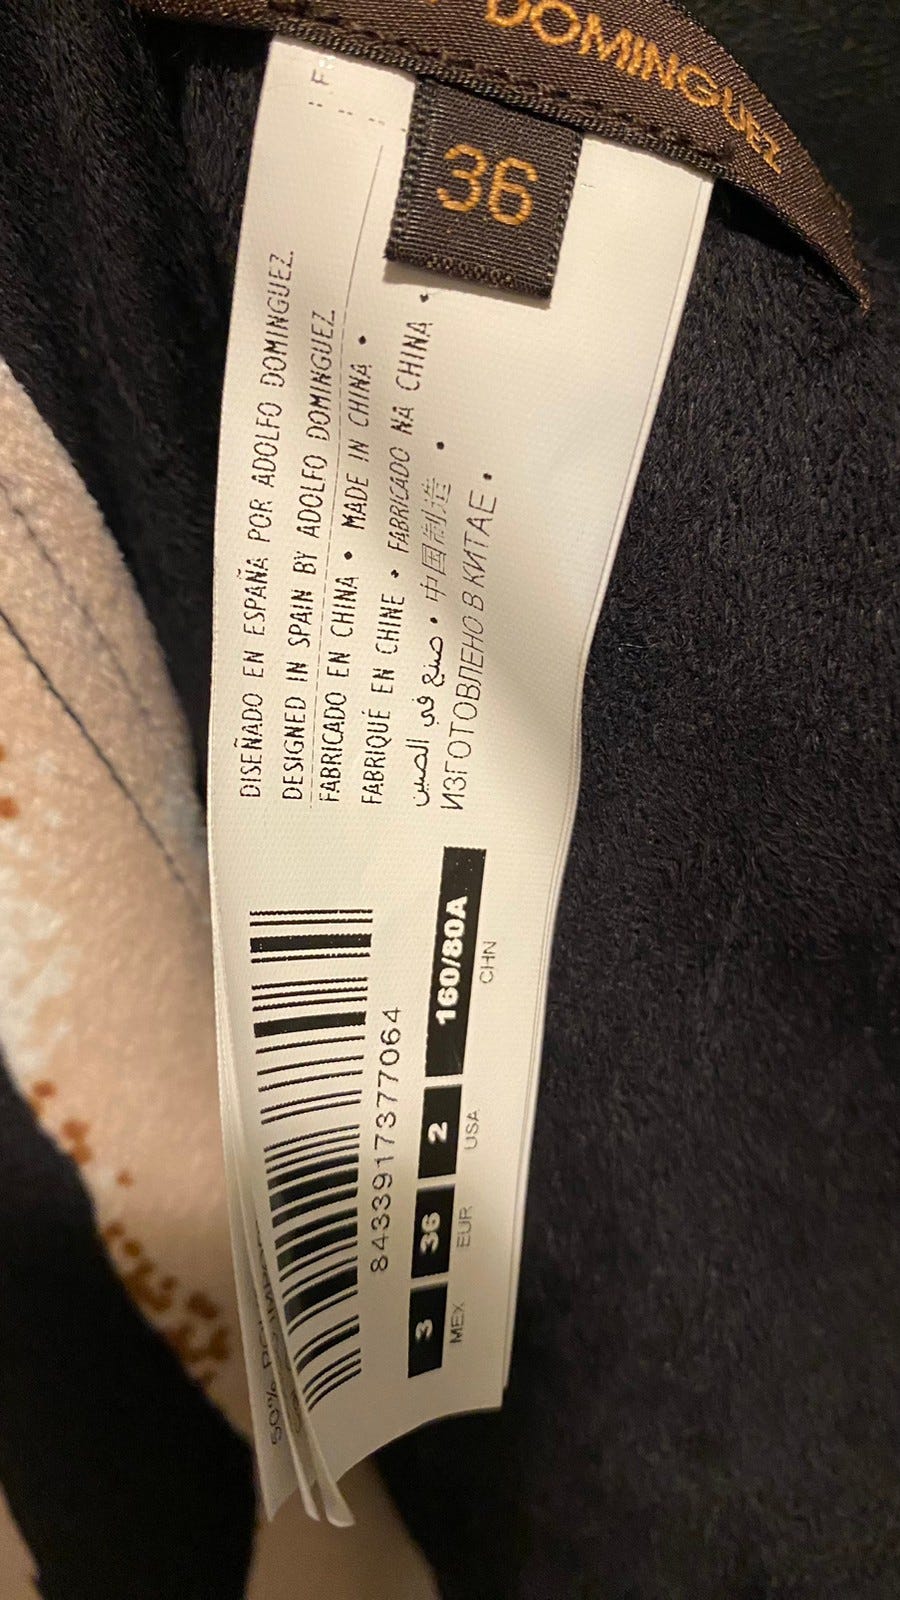 DOMINGUEZ
36
DISEÑADO EN ESPAÑA POR ADOLFO DOMINGUEZ
DESIGNED IN SPAIN BY ADOLFO DOMINGUEZ
FABRICADO EN CHINA • MADE IN CHINA •
FABRIQUÉ EN CHINE • FABRICADO NA CHINA •
صنع في الصين • 中国制造 •
ИЗГОТОВЛЕНО В КИТАЕ •
8433917377064
3 36 2 160/80A
MEX EUR USA CHN